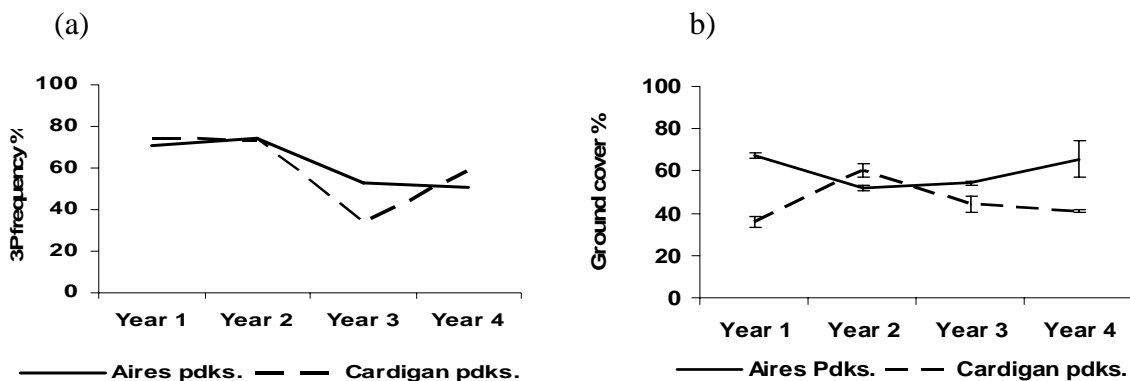 (a)
100
80
60
40
20
0
3P frequency %
Year 1 Year 2 Year 3 Year 4
Aires pdks. Cardigan pdks.
b)
100
80
60
40
20
0
Ground cover %
Year 1 Year 2 Year 3 Year 4
Aires Pdks. Cardigan pdks.